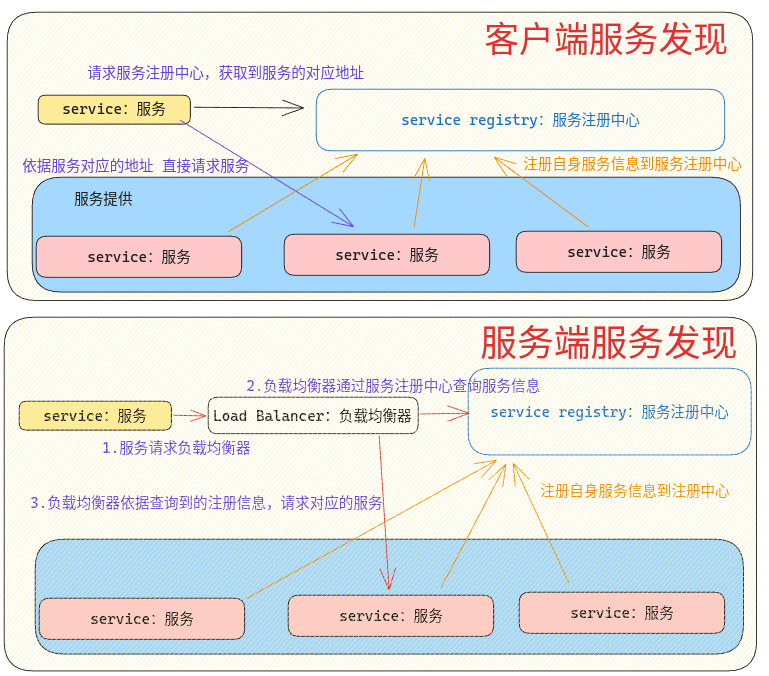 客户端服务发现
请求服务注册中心，获取到服务的对应地址
service：服务
service registry：服务注册中心
依据服务对应的地址 直接请求服务
注册自身服务信息到服务注册中心
服务提供
service：服务
service：服务
service：服务
服务端服务发现
2.负载均衡器通过服务注册中心查询服务信息
service：服务
Load Balancer：负载均衡器
service registry：服务注册中心
1.服务请求负载均衡器
3.负载均衡器依据查询到的注册信息，请求对应的服务
注册自身服务信息到注册中心
service：服务
service：服务
service：服务